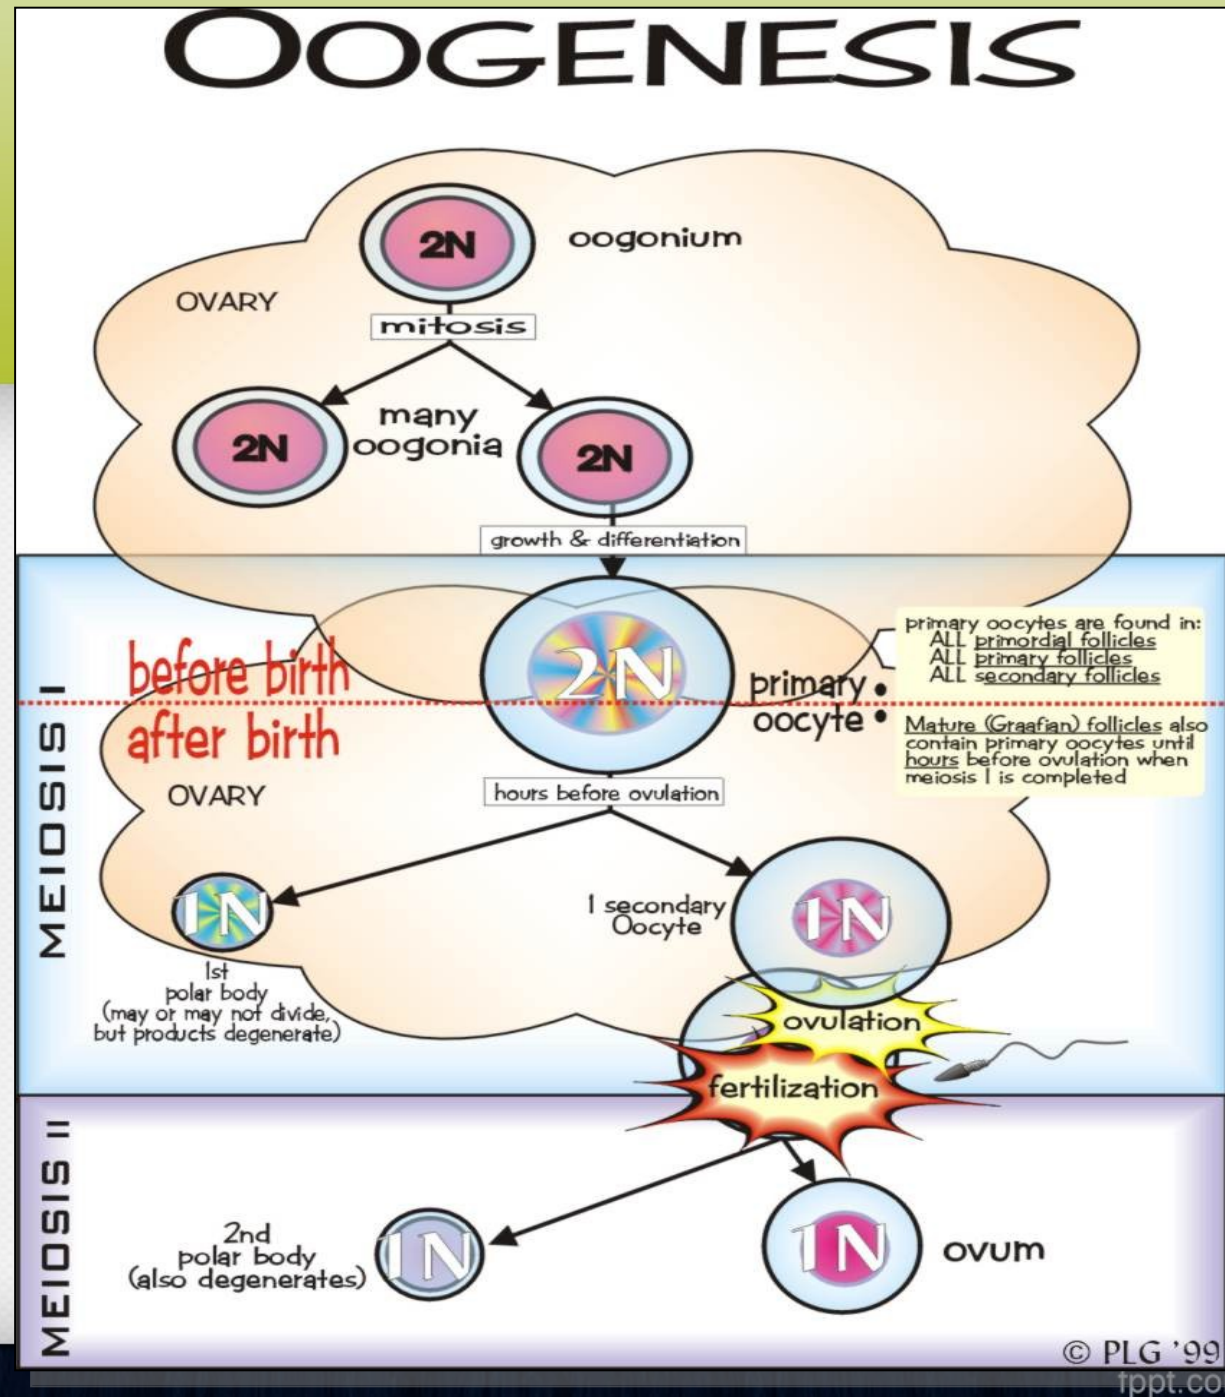 OOGENESIS
2N
oogonium
OVARY
mitosis
2N
many
oogonia
2N
growth & differentiation
MEIOSIS I
before birth
after birth
2N
primary
oocyte
primary oocytes are found in:
ALL primordial follicles
ALL primary follicles
ALL secondary follicles
Mature (Graafian) follicles also
contain primary oocytes until
hours before ovulation when
meiosis I is completed
OVARY
hours before ovulation
1N
1st
polar body
(may or may not divide,
but products degenerate)
1 secondary
Oocyte
1N
ovulation
fertilization
MEIOSIS II
2nd
polar body
(also degenerates)
1N
1N
ovum
© PLG '99
fppt.co